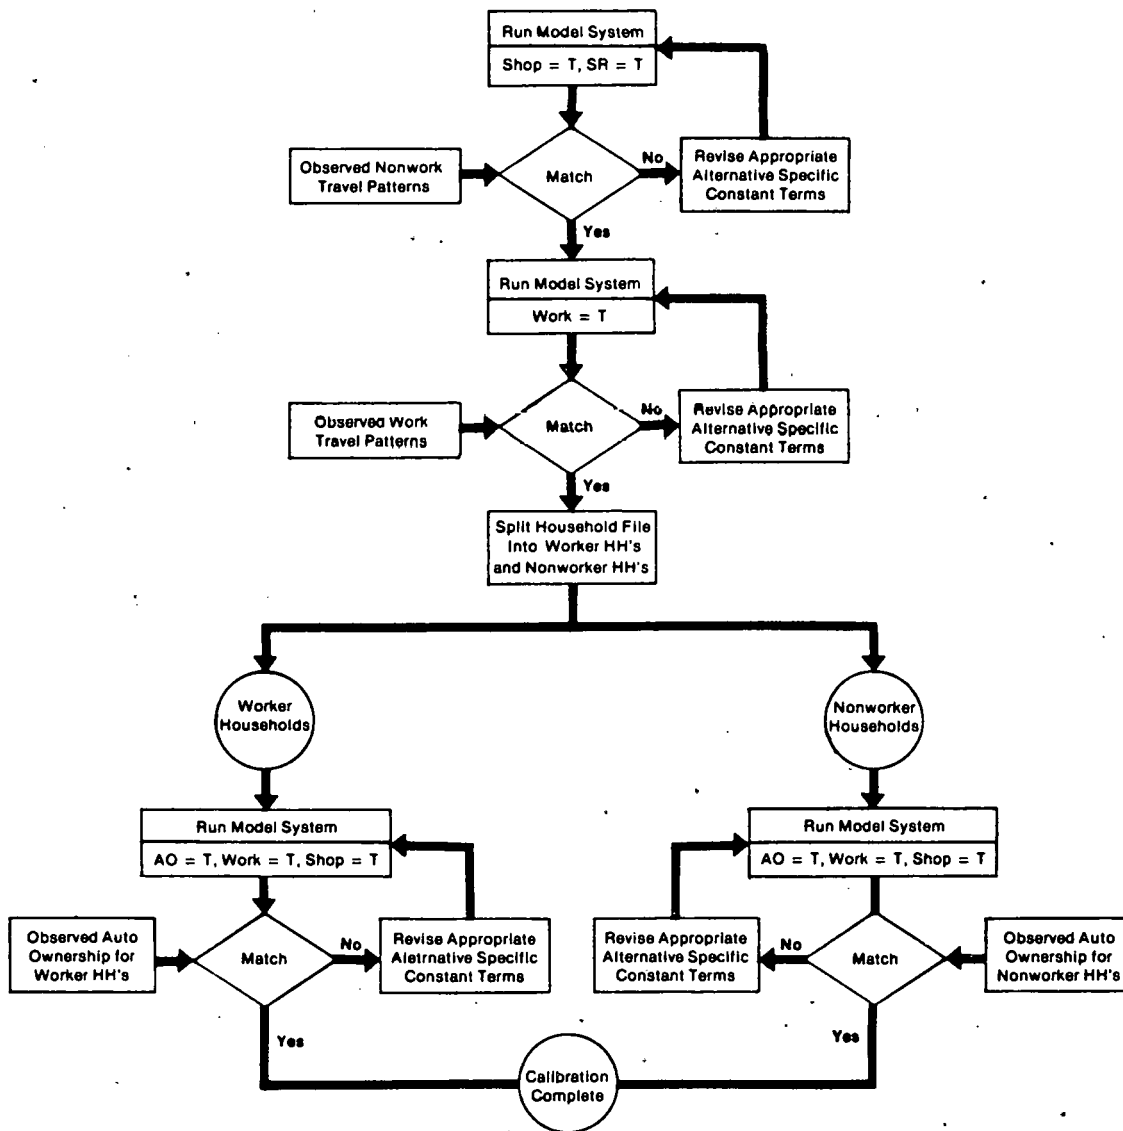 Run Model System
Shop = T, SR = T
Observed Nonwork
Travel Patterns
Match
No
Revise Appropriate
Alternative Specific
Constant Terms
Yes
Run Model System
Work = T
Observed Work
Travel Patterns
Match
No
Revise Appropriate
Alternative Specific
Constant Terms
Yes
Split Household File
Into Worker HH's
and Nonworker HH's
Worker
Households
Nonworker
Households
Run Model System
AO = T, Work = T, Shop = T
Run Model System
AO = T, Work = T, Shop = T
Observed Auto
Ownership for
Worker HH's
Match
No
Revise Appropriate
Aletrnative Specific
Constant Terms
Revise Appropriate
Alternative Specific
Constant Terms
No
Match
Observed Auto
Ownership for
Nonworker HH's
Yes
Yes
Calibration
Complete